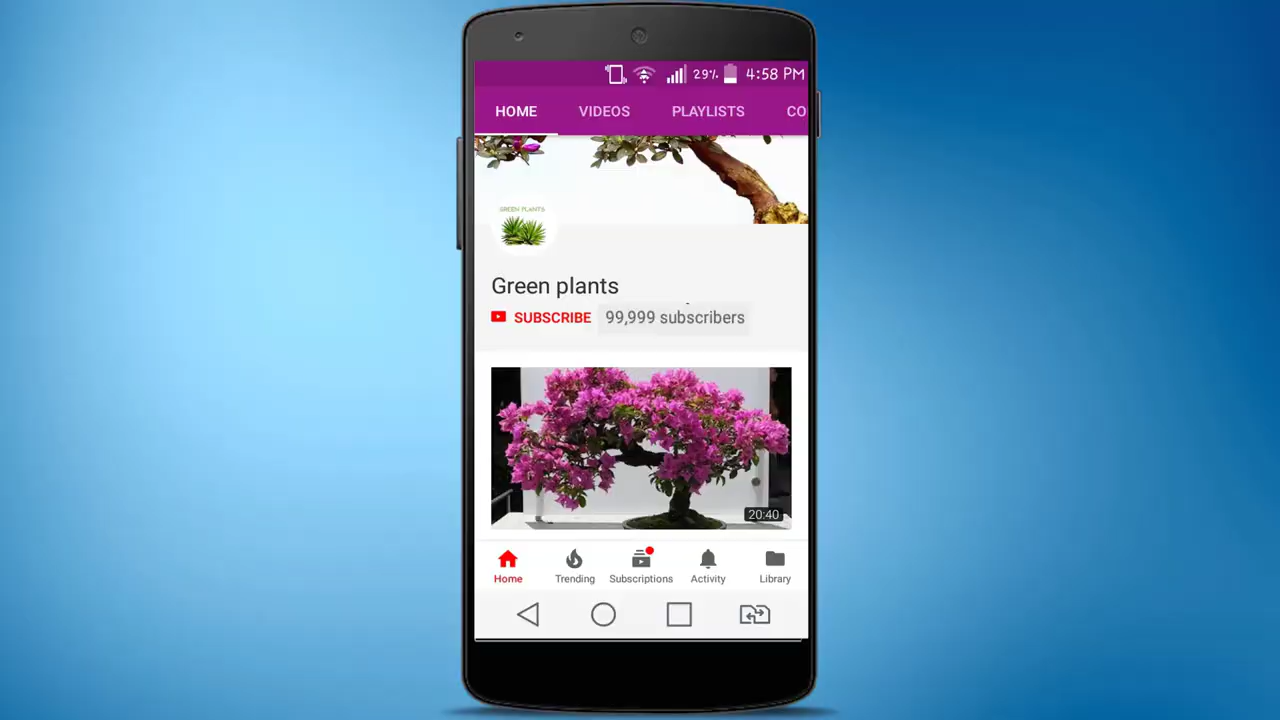 29% 4:58 PM
HOME VIDEOS PLAYLISTS CO
GREEN PLANTS
Green plants
SUBSCRIBE 99,999 subscribers
20:40
Home Trending Subscriptions Activity Library